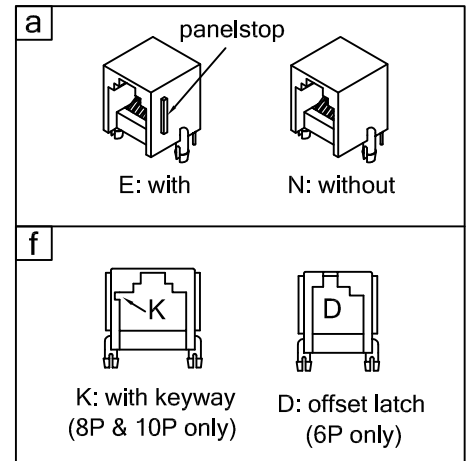 a
panelstop
E: with
N: without
f
K
D
K: with keyway
(8P & 10P only)
D: offset latch
(6P only)